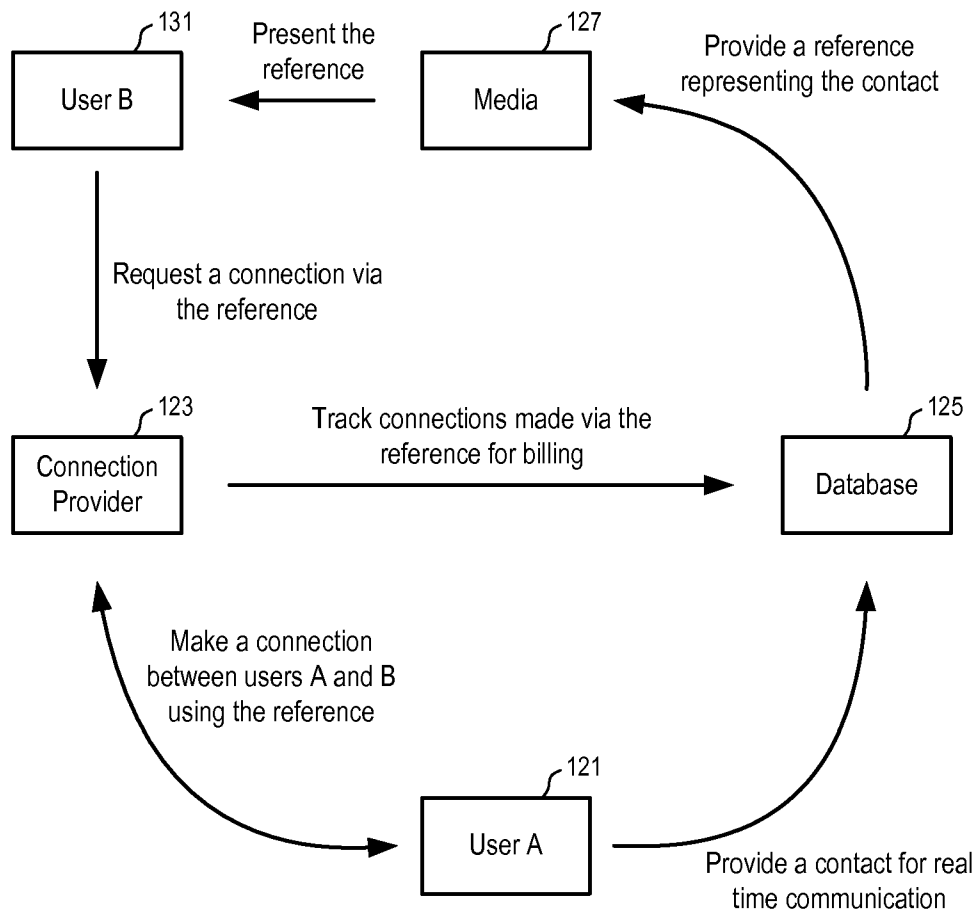 131
User B
Present the
reference
127
Media
Provide a reference
representing the contact
Request a connection via
the reference
123
Connection
Provider
Track connections made via the
reference for billing
125
Database
Make a connection
between users A and B
using the reference
121
User A
Provide a contact for real
time communication